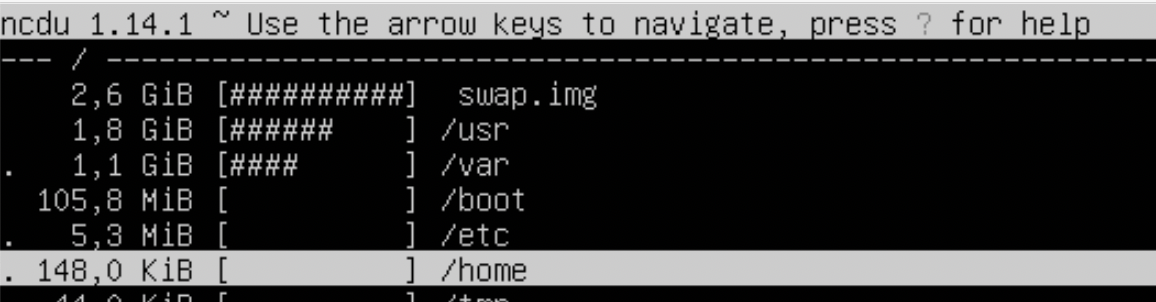 ncdu 1.14.1 ~ Use the arrow keys to navigate, press ? for help
--- / -------------------------------------------------------------
    2,6 GiB [##########]  swap.img
    1,8 GiB [######    ] /usr
.   1,1 GiB [####      ] /var
  105,8 MiB [          ] /boot
.   5,3 MiB [          ] /etc
. 148,0 KiB [          ] /home